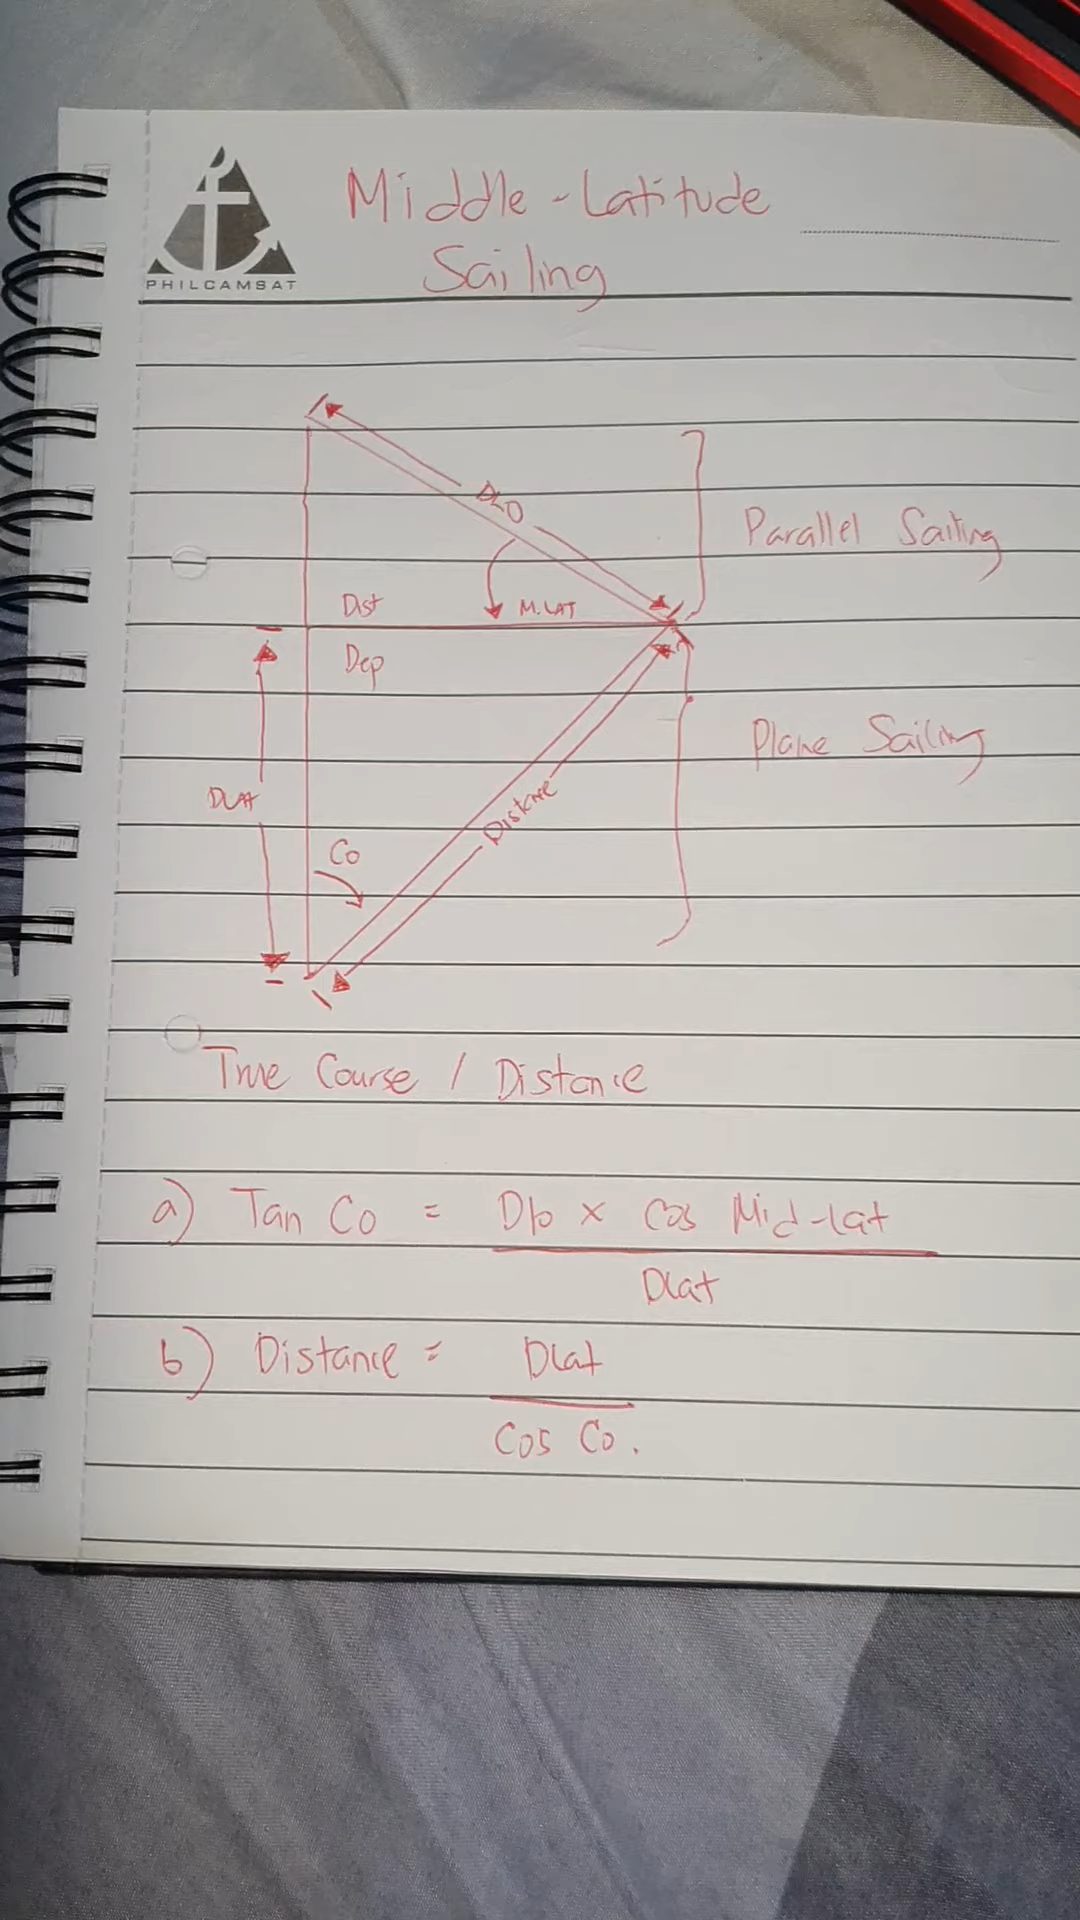 Middle-Latitude
Sailing
PHILCAMSAT
DLO
Parallel Sailing
Dist
M.LAT
Dep
Plane Sailing
DLAT
Distance
Co
True Course / Distance
a) Tan Co = Dlo x Cos Mid-lat
Dlat
b) Distance = Dlat
Cos Co.